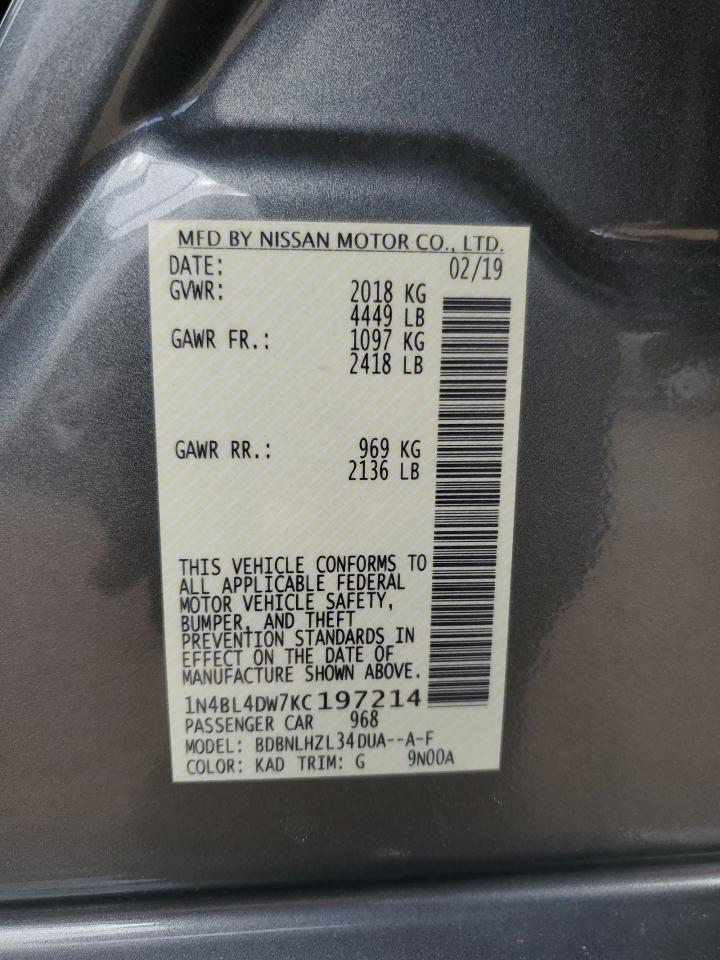 MFD BY NISSAN MOTOR CO., LTD.
DATE: 02/19
GVWR: 2018 KG
4449 LB
GAWR FR.: 1097 KG
2418 LB
GAWR RR.: 969 KG
2136 LB
THIS VEHICLE CONFORMS TO
ALL APPLICABLE FEDERAL
MOTOR VEHICLE SAFETY,
BUMPER, AND THEFT
PREVENTION STANDARDS IN
EFFECT ON THE DATE OF
MANUFACTURE SHOWN ABOVE.
1N4BL4DW7KC197214
PASSENGER CAR 968
MODEL: BDBNLHZL34DUA--A-F
COLOR: KAD TRIM: G 9N00A